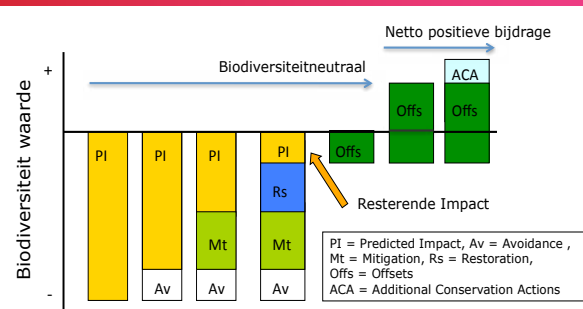 Netto positieve bijdrage
+
Biodiversiteitneutraal
ACA
Offs
Offs
Biodiversiteit waarde
PI
PI
PI
PI
Offs
Rs
Resterende Impact
Mt
Mt
Av
Av
Av
-
PI = Predicted Impact, Av = Avoidance ,
Mt = Mitigation, Rs = Restoration,
Offs = Offsets
ACA = Additional Conservation Actions